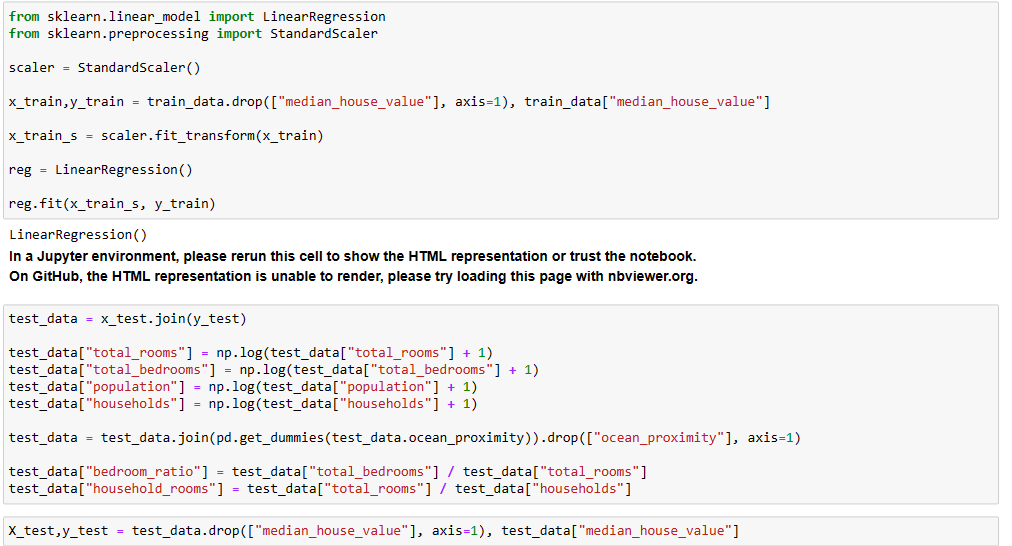 from sklearn.linear_model import LinearRegression
from sklearn.preprocessing import StandardScaler
scaler = StandardScaler()
x_train,y_train = train_data.drop(["median_house_value"], axis=1), train_data["median_house_value"]
x_train_s = scaler.fit_transform(x_train)
reg = LinearRegression()
reg.fit(x_train_s, y_train)
LinearRegression()
In a Jupyter environment, please rerun this cell to show the HTML representation or trust the notebook.
On GitHub, the HTML representation is unable to render, please try loading this page with nbviewer.org.
test_data = x_test.join(y_test)
test_data["total_rooms"] = np.log(test_data["total_rooms"] + 1)
test_data["total_bedrooms"] = np.log(test_data["total_bedrooms"] + 1)
test_data["population"] = np.log(test_data["population"] + 1)
test_data["households"] = np.log(test_data["households"] + 1)
test_data = test_data.join(pd.get_dummies(test_data.ocean_proximity)).drop(["ocean_proximity"], axis=1)
test_data["bedroom_ratio"] = test_data["total_bedrooms"] / test_data["total_rooms"]
test_data["household_rooms"] = test_data["total_rooms"] / test_data["households"]
X_test,y_test = test_data.drop(["median_house_value"], axis=1), test_data["median_house_value"]